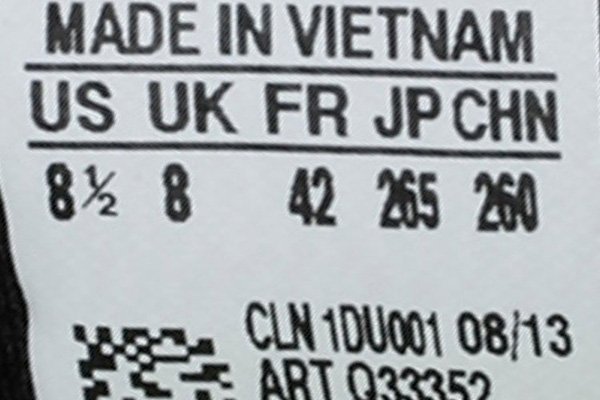 MADE IN VIETNAM
US UK FR JP CHN
8½ 8 42 265 260
CLN 1DU001 08/13
ART Q33352